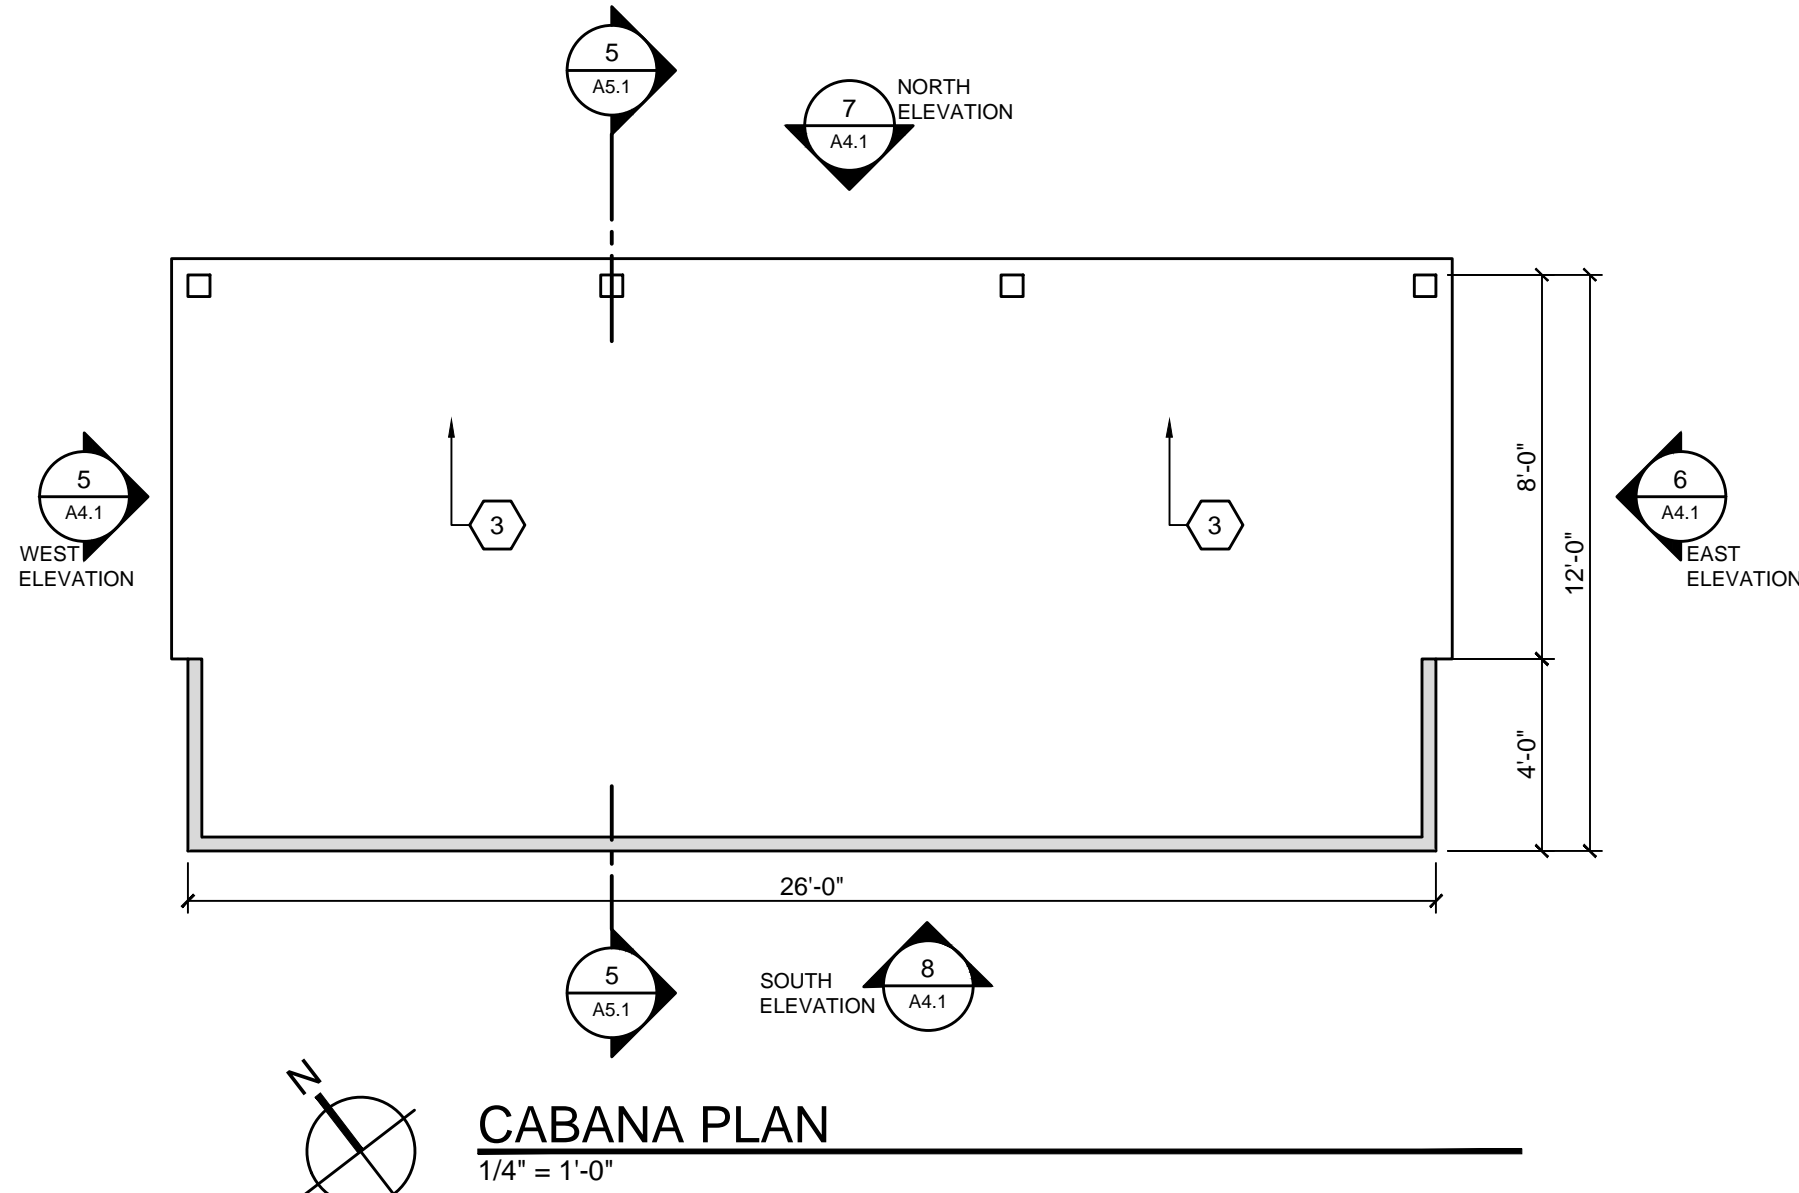 5
A5.1
7
A4.1
NORTH
ELEVATION
5
A4.1
WEST
ELEVATION
3
3
8'-0"
12'-0"
4'-0"
6
A4.1
EAST
ELEVATION
26'-0"
5
A5.1
SOUTH
ELEVATION
8
A4.1
N
CABANA PLAN
1/4" = 1'-0"